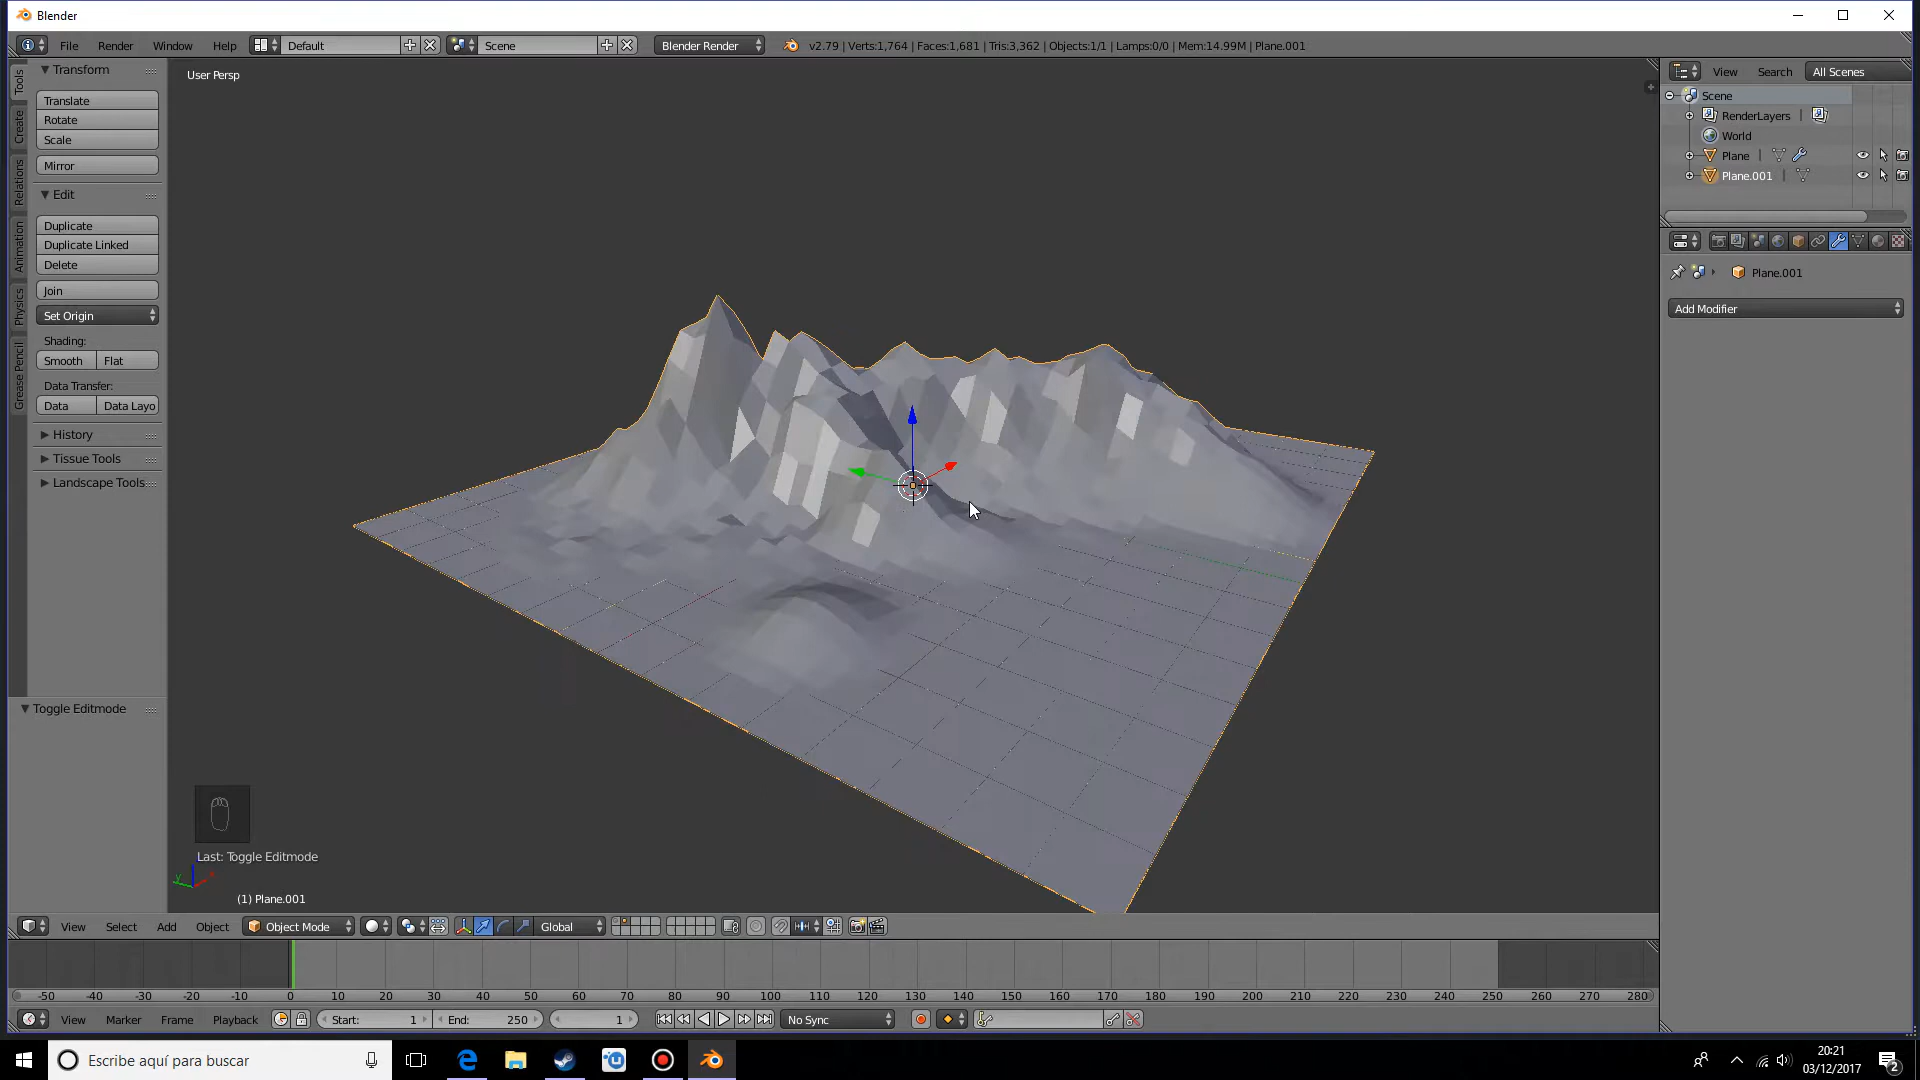 Blender
File Render Window Help Default Scene Blender Render v2.79 | Verts:1,764 | Faces:1,681 | Tris:3,362 | Objects:1/1 | Lamps:0/0 | Mem:14.99M | Plane.001
Tools
Create
Relations
Animation
Physics
Grease Pencil
Transform
Translate
Rotate
Scale
Mirror
Edit
Duplicate
Duplicate Linked
Delete
Join
Set Origin
Shading:
Smooth Flat
Data Transfer:
Data Data Layo
History
Tissue Tools
Landscape Tools
Toggle Editmode
User Persp
Last: Toggle Editmode
(1) Plane.001
View Search All Scenes
Scene
RenderLayers
World
Plane
Plane.001
Plane.001
Add Modifier
View Select Add Object Object Mode Global
-50 -40 -30 -20 -10 0 10 20 30 40 50 60 70 80 90 100 110 120 130 140 150 160 170 180 190 200 210 220 230 240 250 260 270 280
View Marker Frame Playback Start: 1 End: 250 1 No Sync
Escribe aquí para buscar
20:21
03/12/2017
2